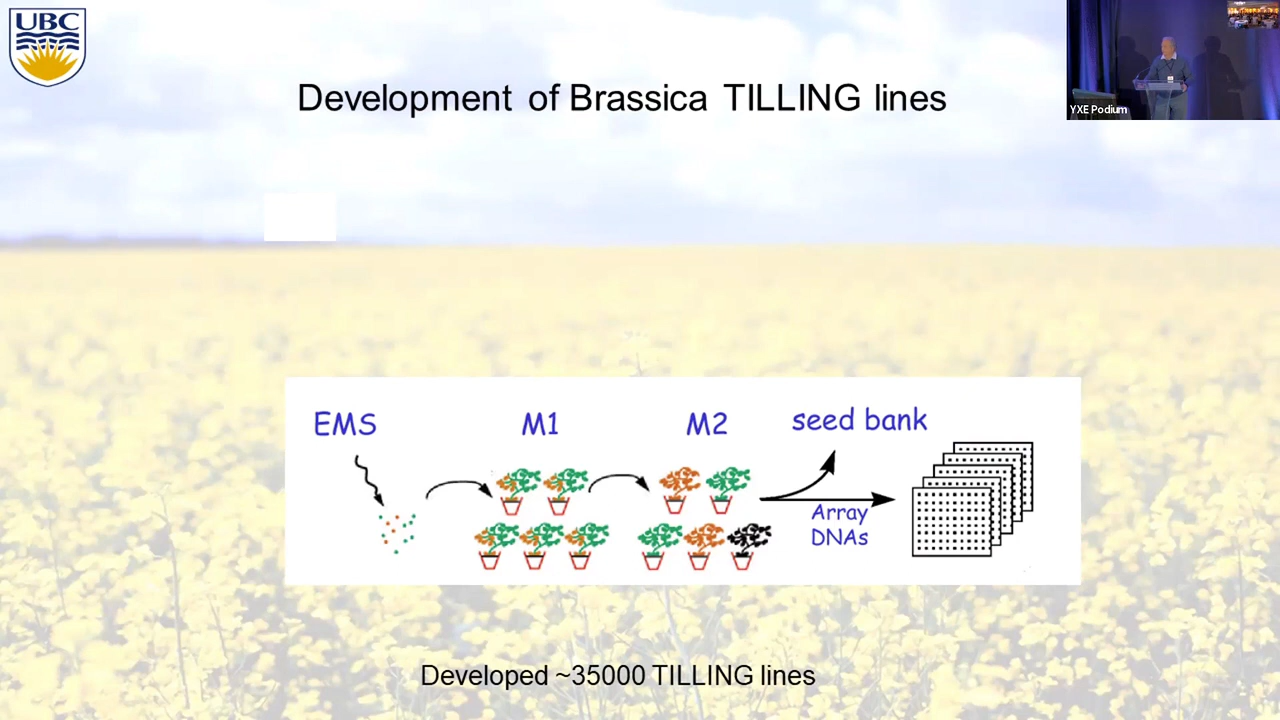 UBC
Development of Brassica TILLING lines
YXE Podium
EMS
M1
M2
seed bank
Array
DNAs
Developed ~35000 TILLING lines